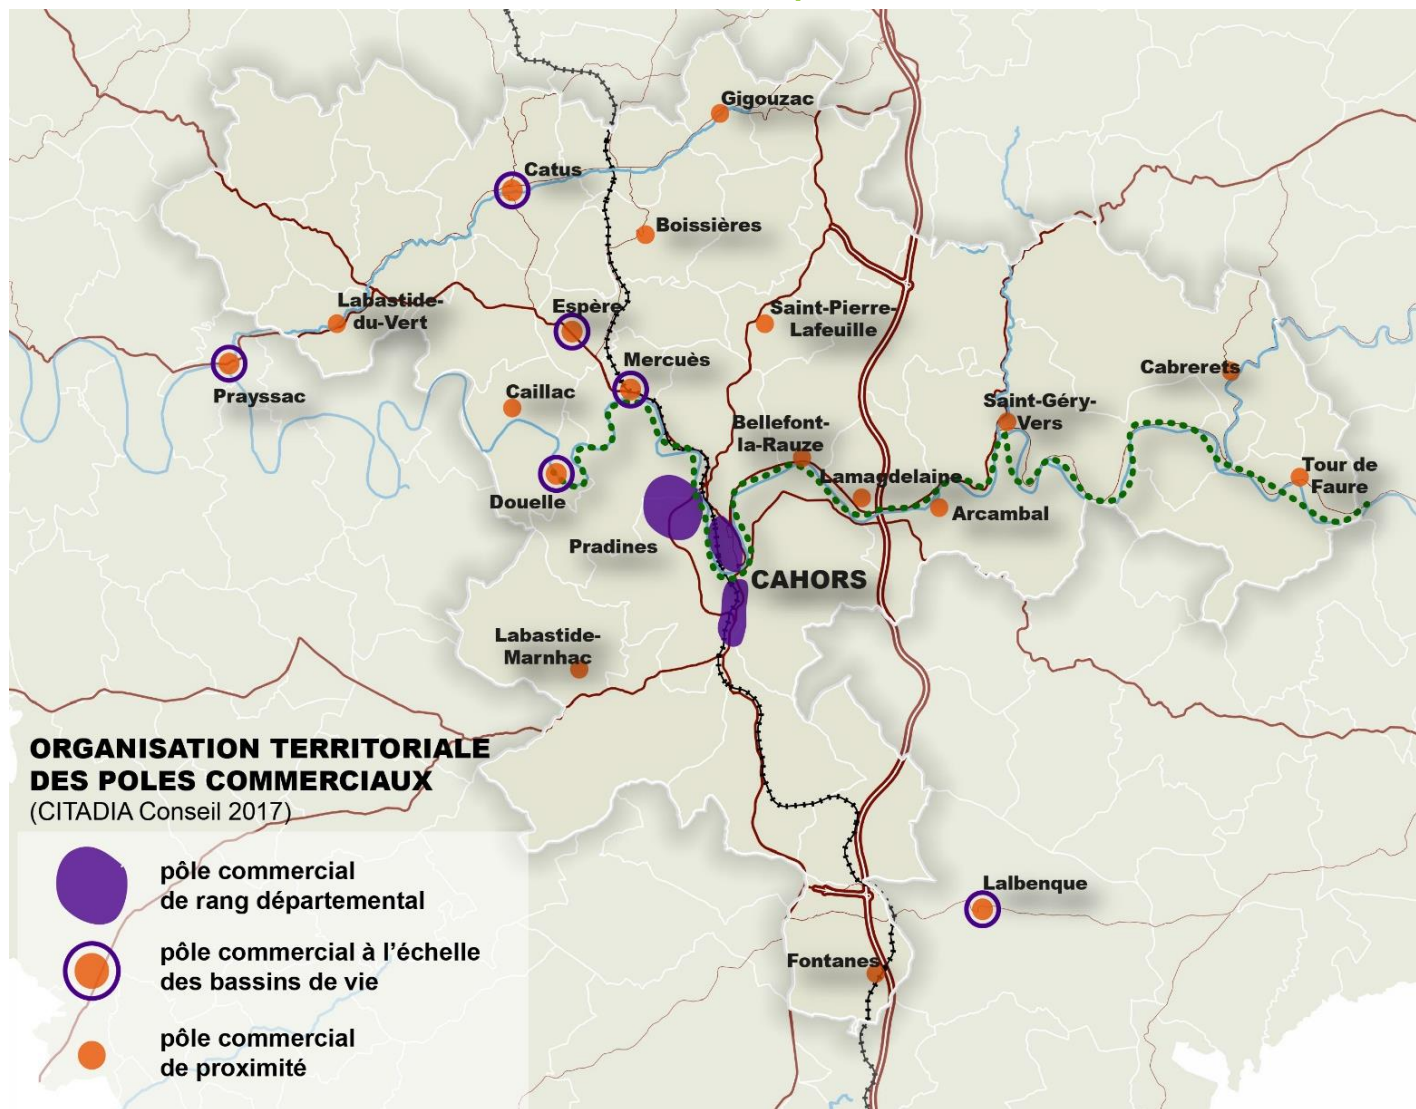 Gigouzac
Catus
Boissières
Labastide-
du-Vert
Espère
Saint-Pierre-
Lafeuille
Mercuès
Cabrerets
Prayssac
Caillac
Saint-Géry-
Vers
Bellefont-
la-Rauze
Lamagdelaine
Tour de
Faure
Douelle
Arcambal
Pradines
CAHORS
Labastide-
Marnhac
ORGANISATION TERRITORIALE
DES POLES COMMERCIAUX
(CITADIA Conseil 2017)
pôle commercial
de rang départemental
pôle commercial à l'échelle
des bassins de vie
pôle commercial
de proximité
Lalbenque
Fontanes